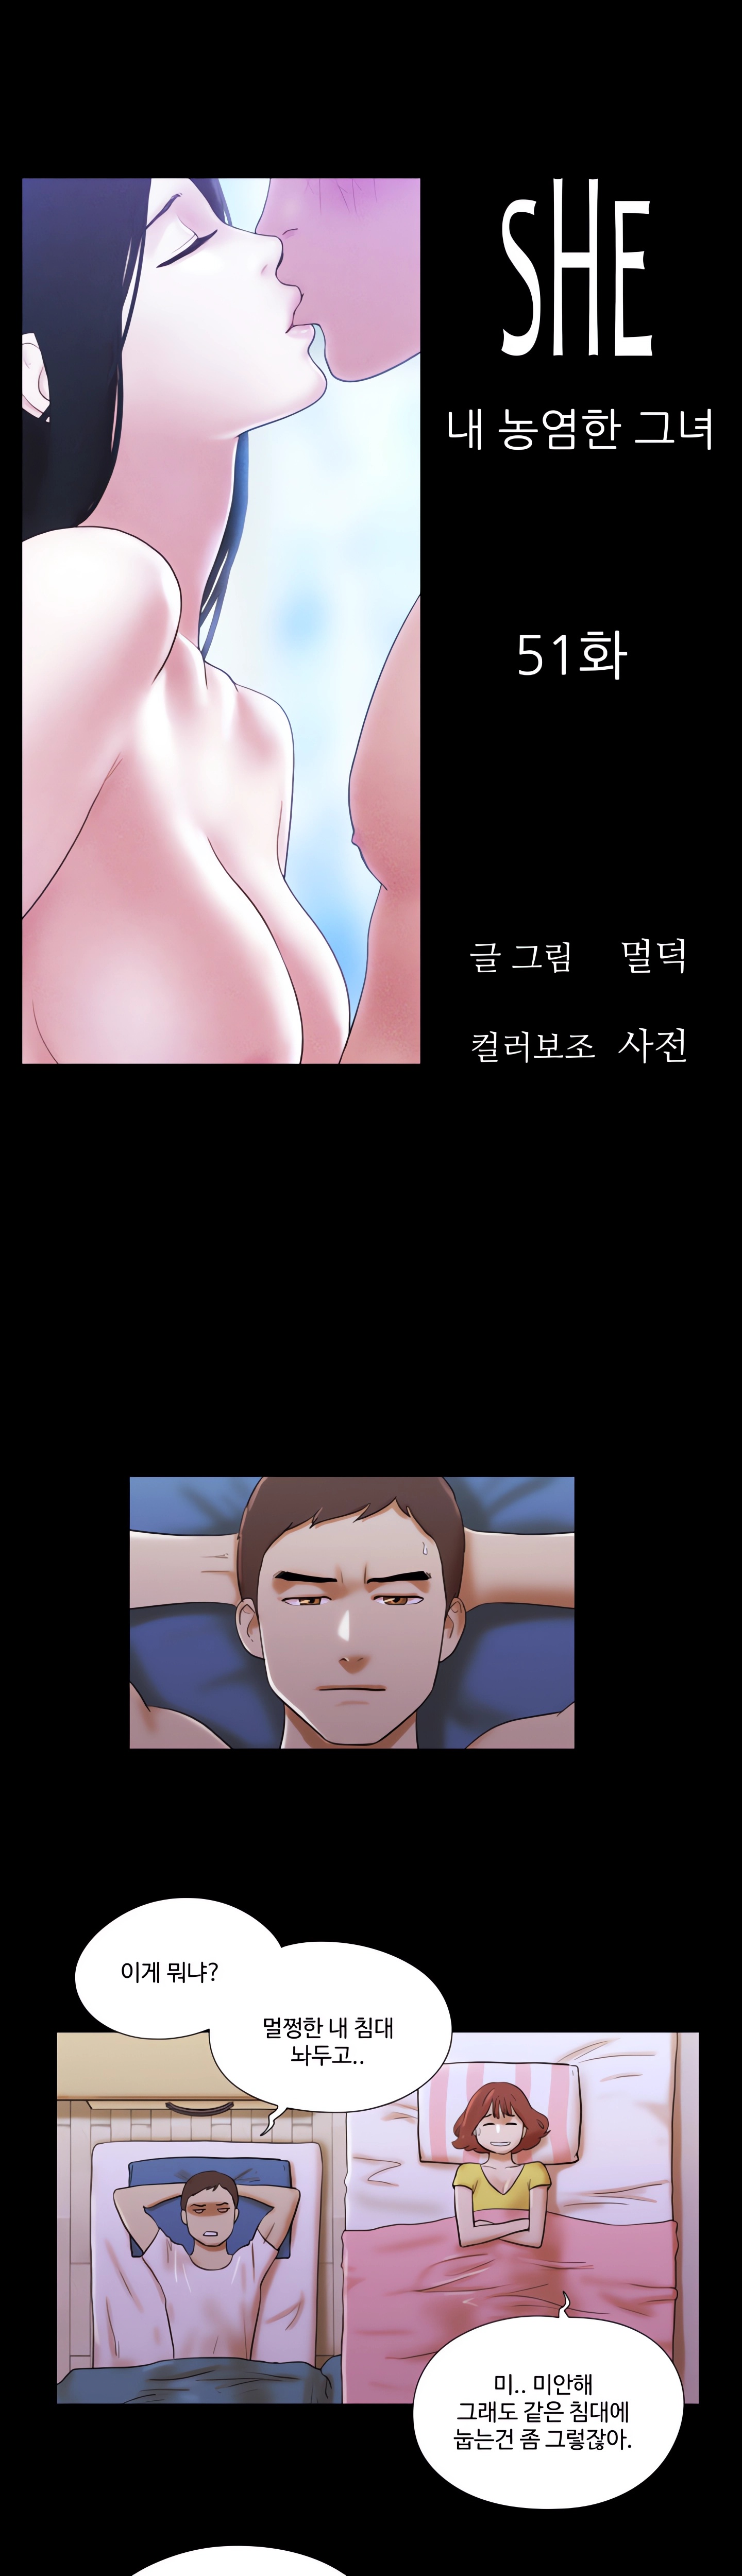 SHE
내 농염한 그녀
51화
글 그림 멀덕
컬러보조 사전
이게 뭐냐?
멀쩡한 내 침대
놔두고..
미.. 미안해
그래도 같은 침대에
눕는건 좀 그렇잖아.